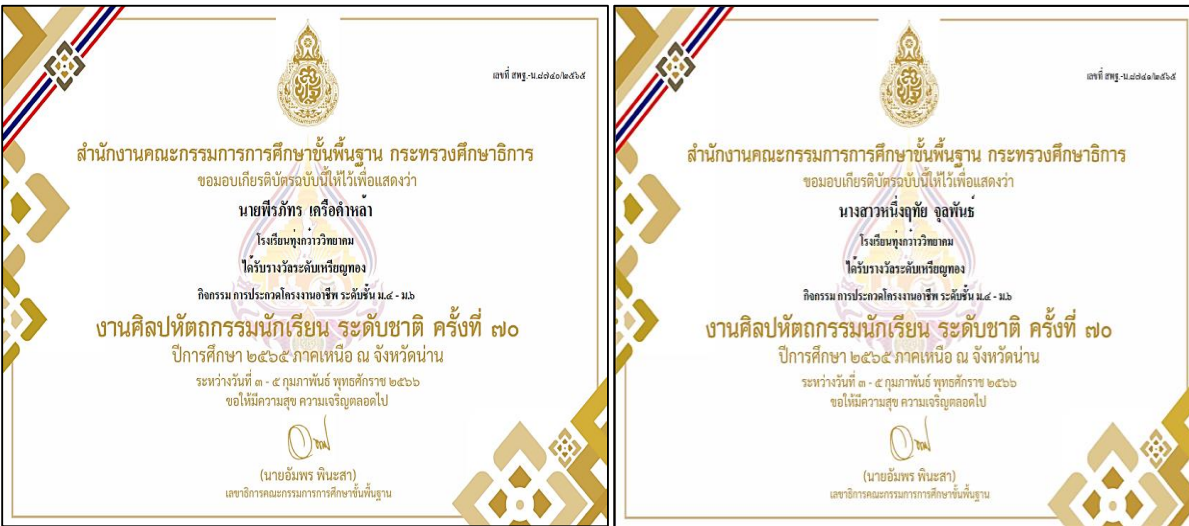 เลขที่ สพฐ.-น.๘๗๔๐/๒๕๖๕
สำนักงานคณะกรรมการการศึกษาขั้นพื้นฐาน กระทรวงศึกษาธิการ
ขอมอบเกียรติบัตรฉบับนี้ให้ไว้เพื่อแสดงว่า
นายพีรภัทร เครือคำหล้า
โรงเรียนทุ่งกว๋าววิทยาคม
ได้รับรางวัลระดับเหรียญทอง
กิจกรรม การประกวดโครงงานอาชีพ ระดับชั้น ม.๔ - ม.๖
งานศิลปหัตถกรรมนักเรียน ระดับชาติ ครั้งที่ ๗๐
ปีการศึกษา ๒๕๖๕ ภาคเหนือ ณ จังหวัดน่าน
ระหว่างวันที่ ๓ - ๕ กุมภาพันธ์ พุทธศักราช ๒๕๖๖
ขอให้มีความสุข ความเจริญตลอดไป
(นายอัมพร พินะสา)
เลขาธิการคณะกรรมการการศึกษาขั้นพื้นฐาน
เลขที่ สพฐ.-น.๘๗๔๑/๒๕๖๕
สำนักงานคณะกรรมการการศึกษาขั้นพื้นฐาน กระทรวงศึกษาธิการ
ขอมอบเกียรติบัตรฉบับนี้ให้ไว้เพื่อแสดงว่า
นางสาวหนึ่งฤทัย จุลพันธ์
โรงเรียนทุ่งกว๋าววิทยาคม
ได้รับรางวัลระดับเหรียญทอง
กิจกรรม การประกวดโครงงานอาชีพ ระดับชั้น ม.๔ - ม.๖
งานศิลปหัตถกรรมนักเรียน ระดับชาติ ครั้งที่ ๗๐
ปีการศึกษา ๒๕๖๕ ภาคเหนือ ณ จังหวัดน่าน
ระหว่างวันที่ ๓ - ๕ กุมภาพันธ์ พุทธศักราช ๒๕๖๖
ขอให้มีความสุข ความเจริญตลอดไป
(นายอัมพร พินะสา)
เลขาธิการคณะกรรมการการศึกษาขั้นพื้นฐาน